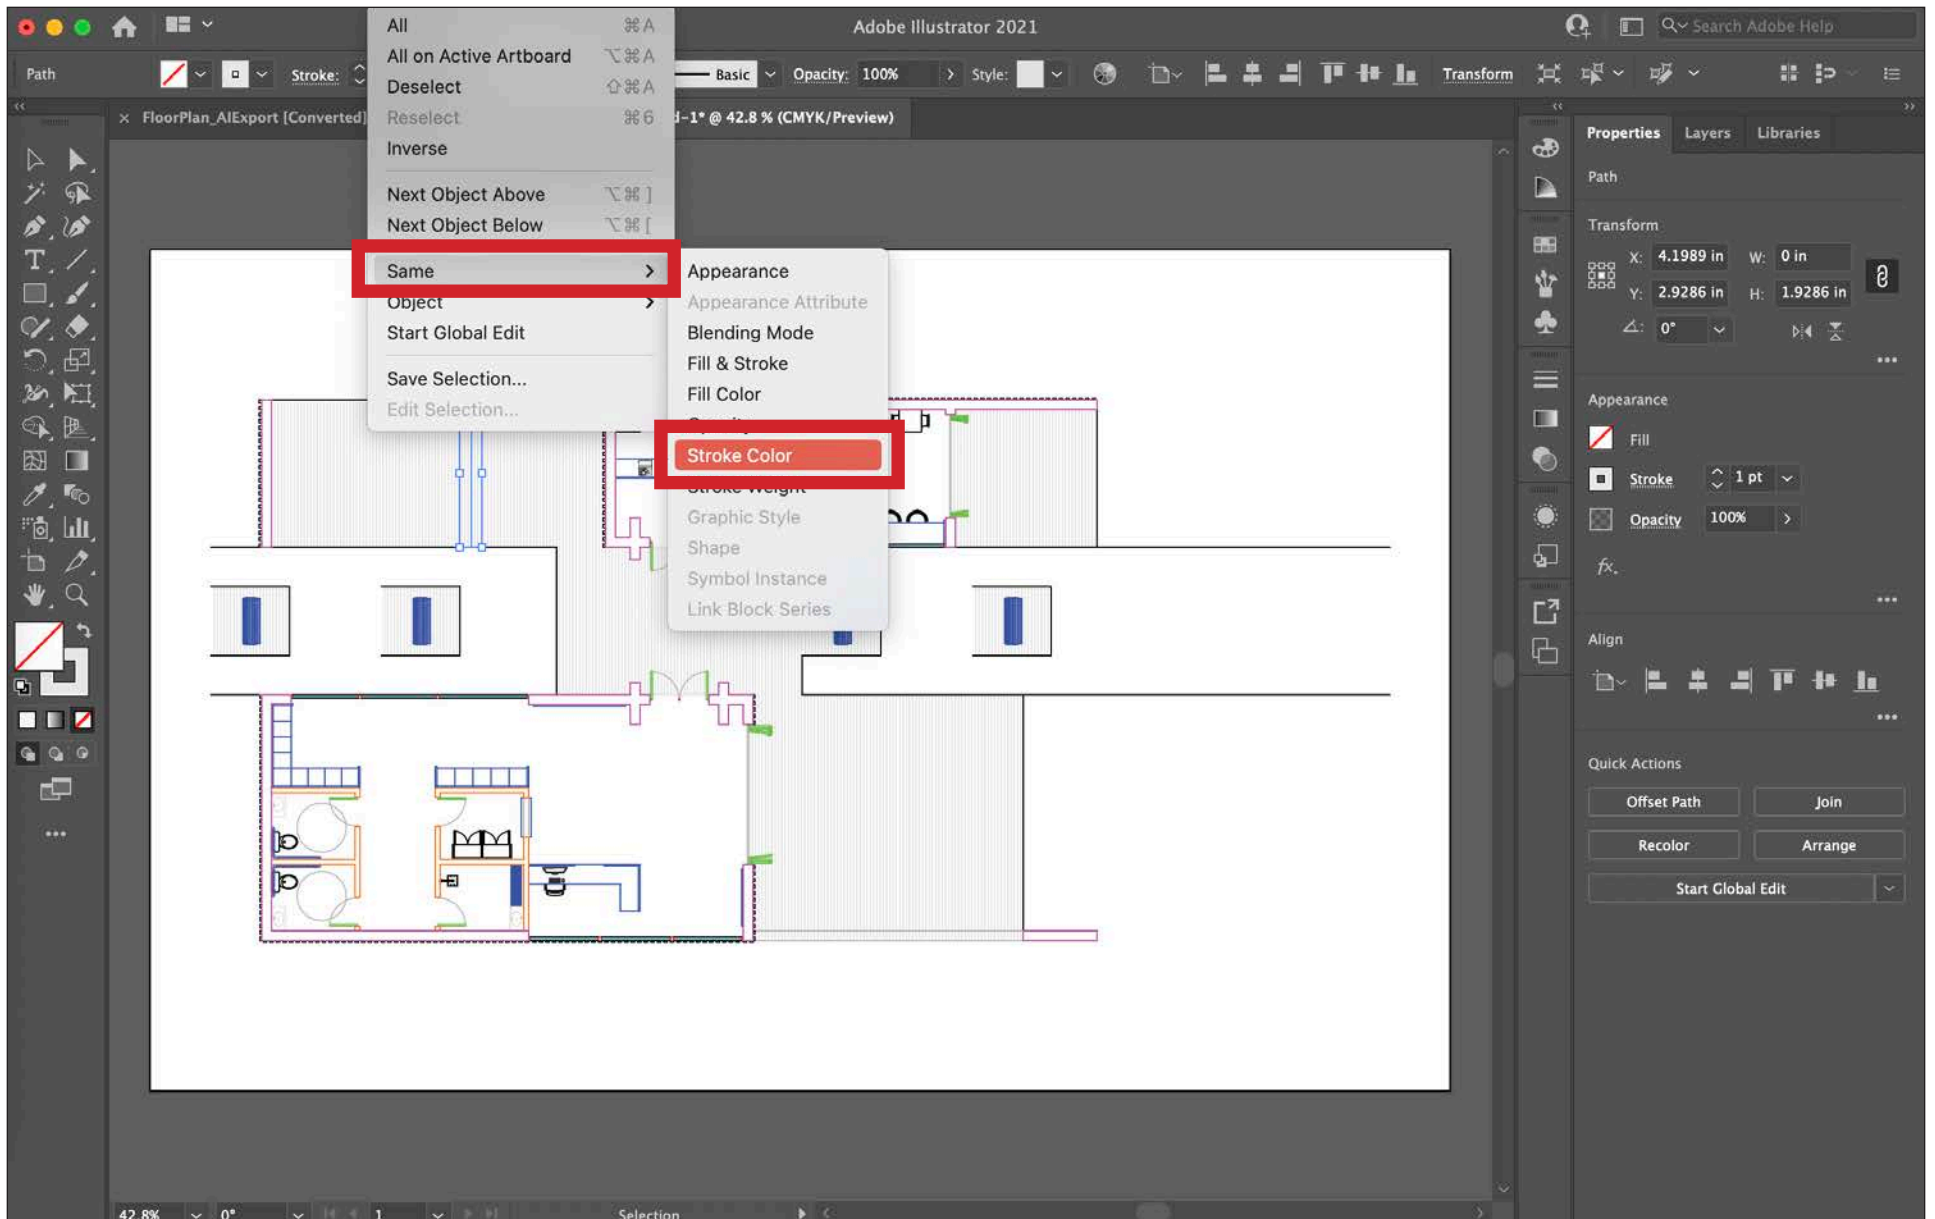 Adobe Illustrator 2021
Search Adobe Help
Path
Stroke:
Basic
Opacity: 100%
Style:
Transform
× FloorPlan_AIExport [Converted]
d-1* @ 42.8 % (CMYK/Preview)
All ⌘A
All on Active Artboard ⌥⌘A
Deselect ⇧⌘A
Reselect ⌘6
Inverse
Next Object Above ⌥⌘]
Next Object Below ⌥⌘[
Same >
Object >
Start Global Edit
Save Selection...
Edit Selection...
Appearance
Appearance Attribute
Blending Mode
Fill & Stroke
Fill Color
Opacity
Stroke Color
Stroke Weight
Graphic Style
Shape
Symbol Instance
Link Block Series
Properties Layers Libraries
Path
Transform
X: 4.1989 in W: 0 in
Y: 2.9286 in H: 1.9286 in
0°
Appearance
Fill
Stroke 1 pt
Opacity 100%
fx.
Align
Quick Actions
Offset Path Join
Recolor Arrange
Start Global Edit
42.8% 0° 1 Selection